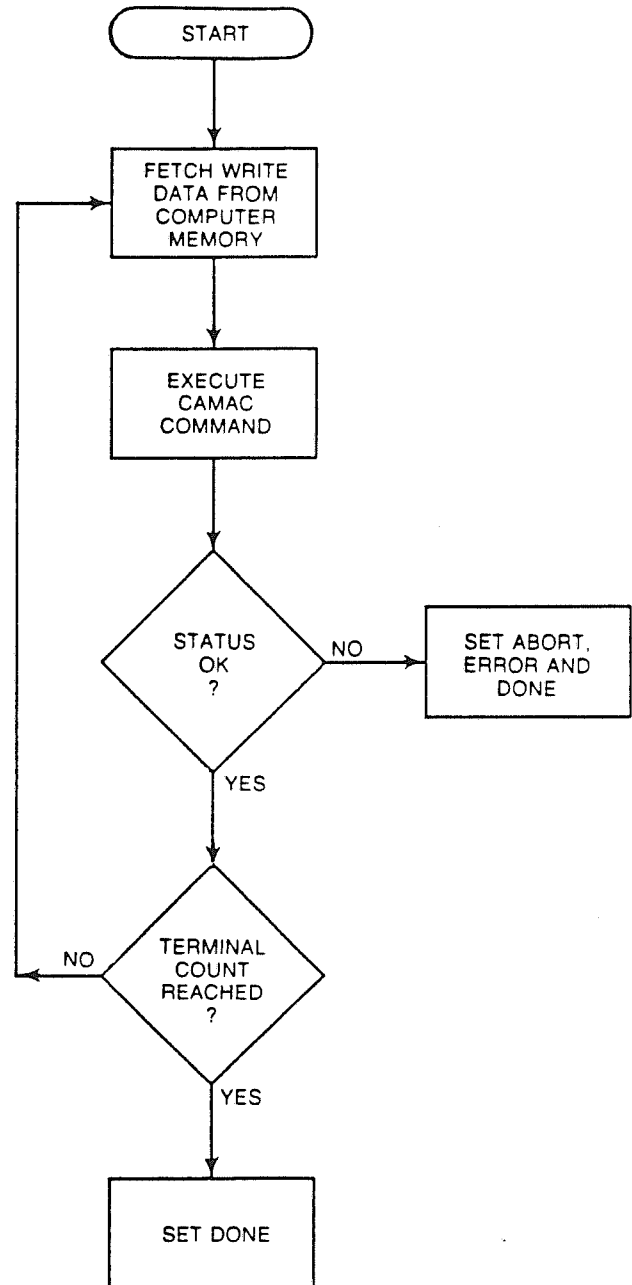 START
FETCH WRITE
DATA FROM
COMPUTER
MEMORY
EXECUTE
CAMAC
COMMAND
STATUS
OK
?
NO
SET ABORT,
ERROR AND
DONE
YES
TERMINAL
COUNT
REACHED
?
NO
YES
SET DONE